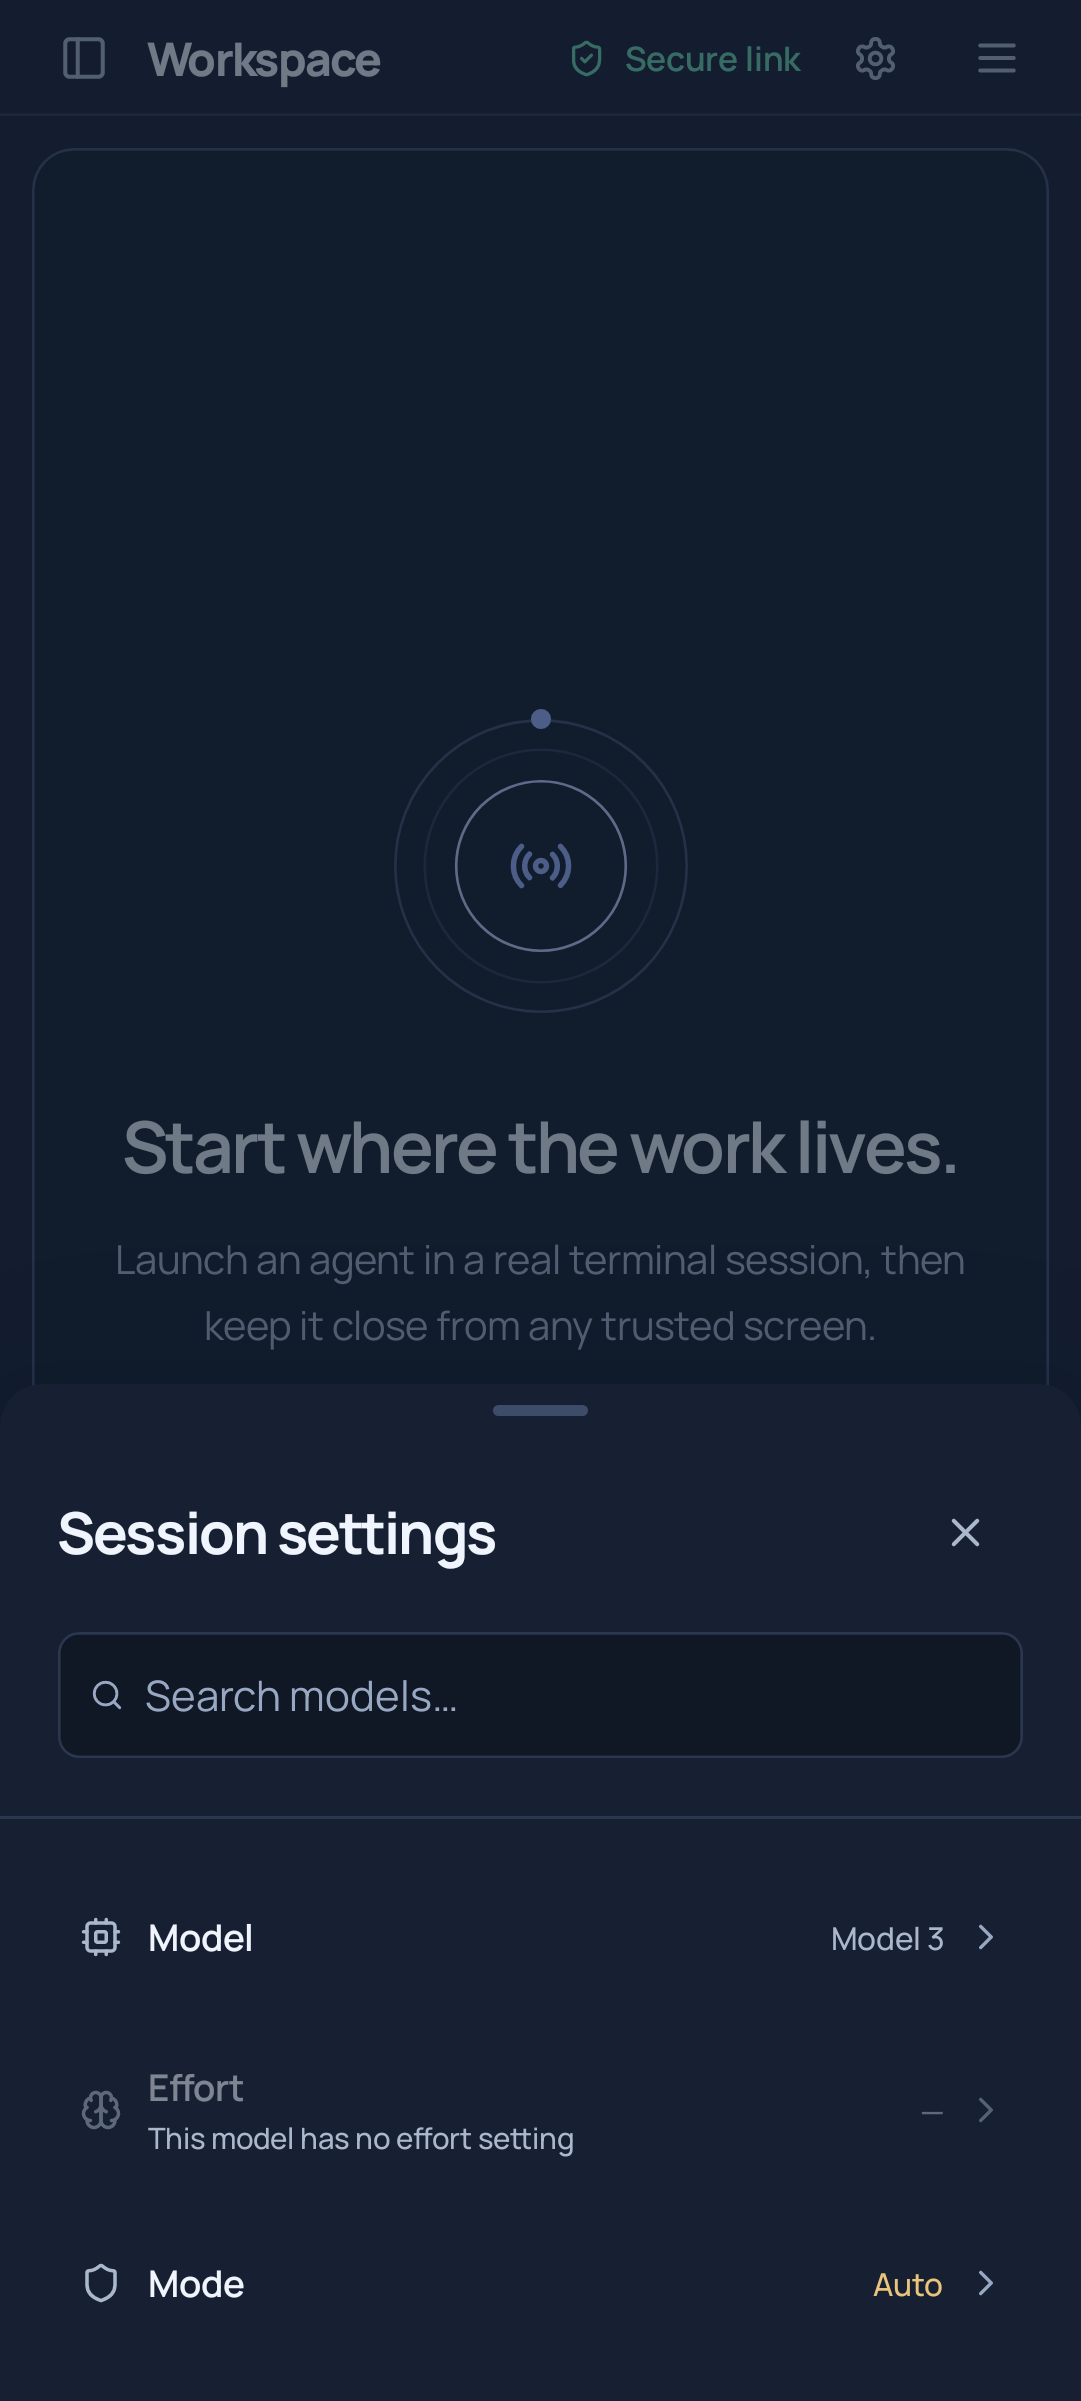 Workspace
Secure link
Start where the work lives.
Launch an agent in a real terminal session, then
keep it close from any trusted screen.
Session settings
Search models…
Model
Model 3
Effort
This model has no effort setting
—
Mode
Auto